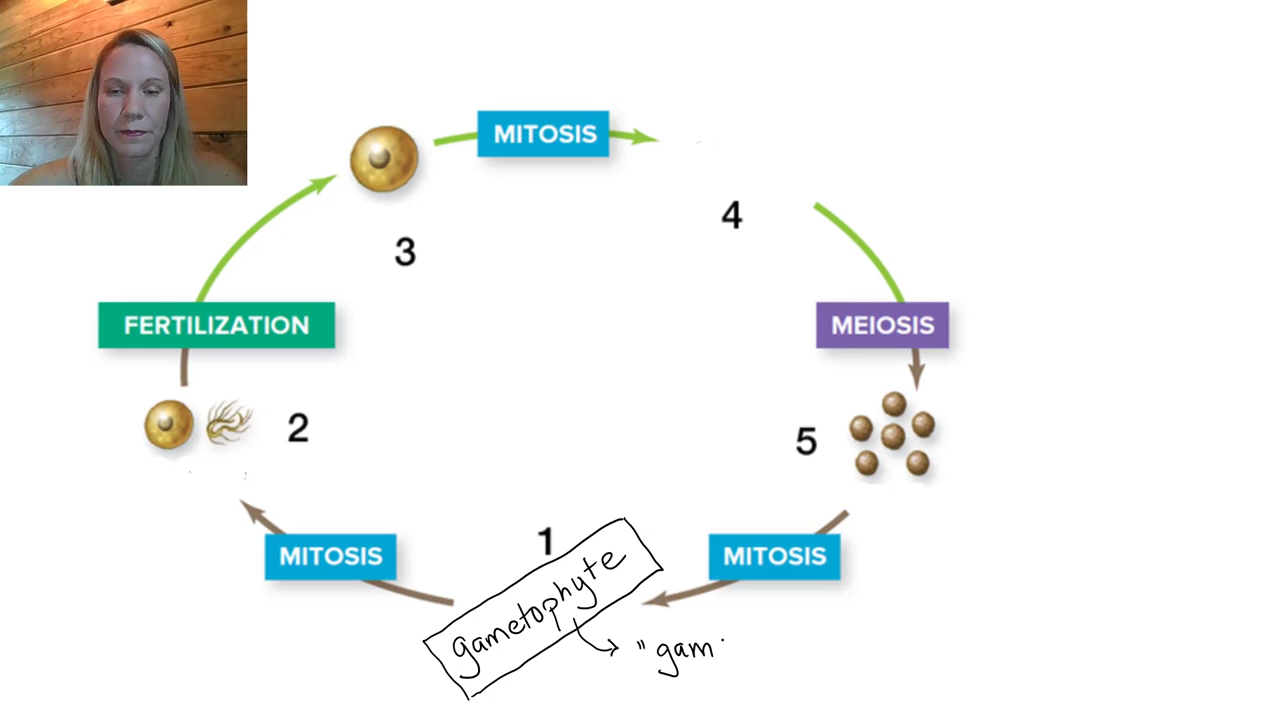 MITOSIS
3
4
FERTILIZATION
MEIOSIS
2
5
1
MITOSIS
MITOSIS
gametophyte
"gam